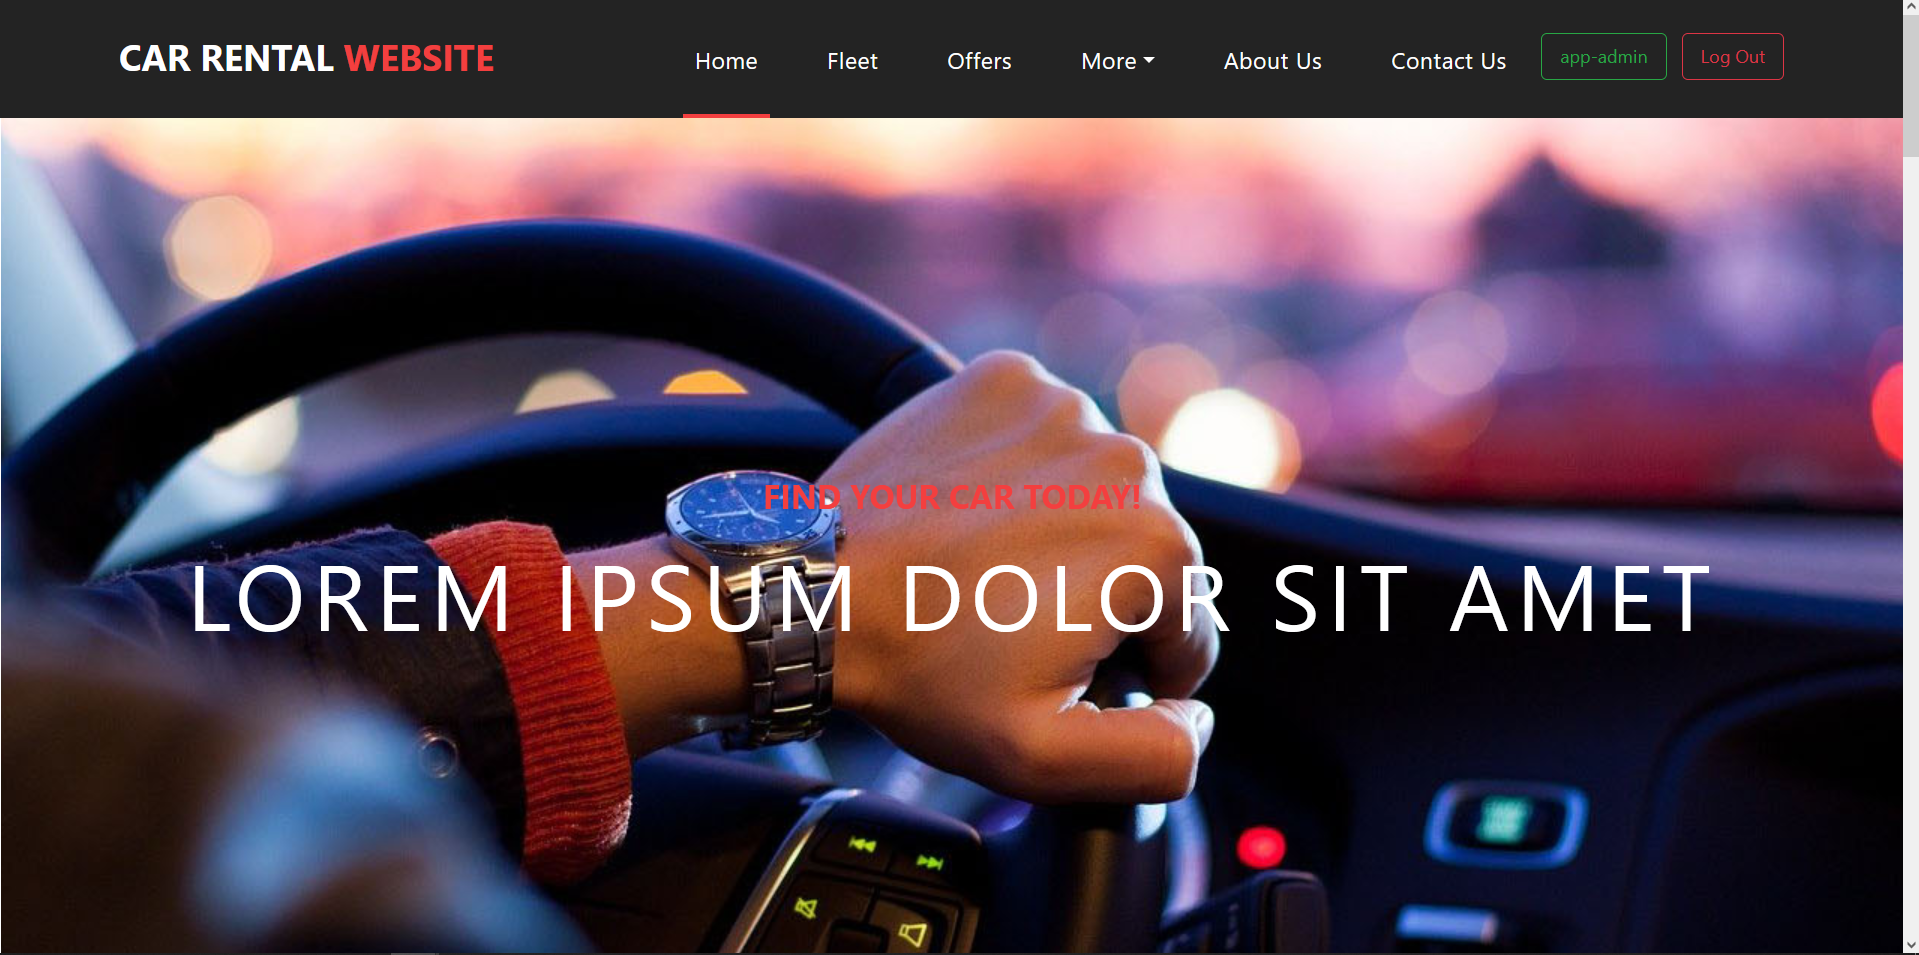 CAR RENTAL WEBSITE
Home Fleet Offers More About Us Contact Us app-admin Log Out
FIND YOUR CAR TODAY!
LOREM IPSUM DOLOR SIT AMET